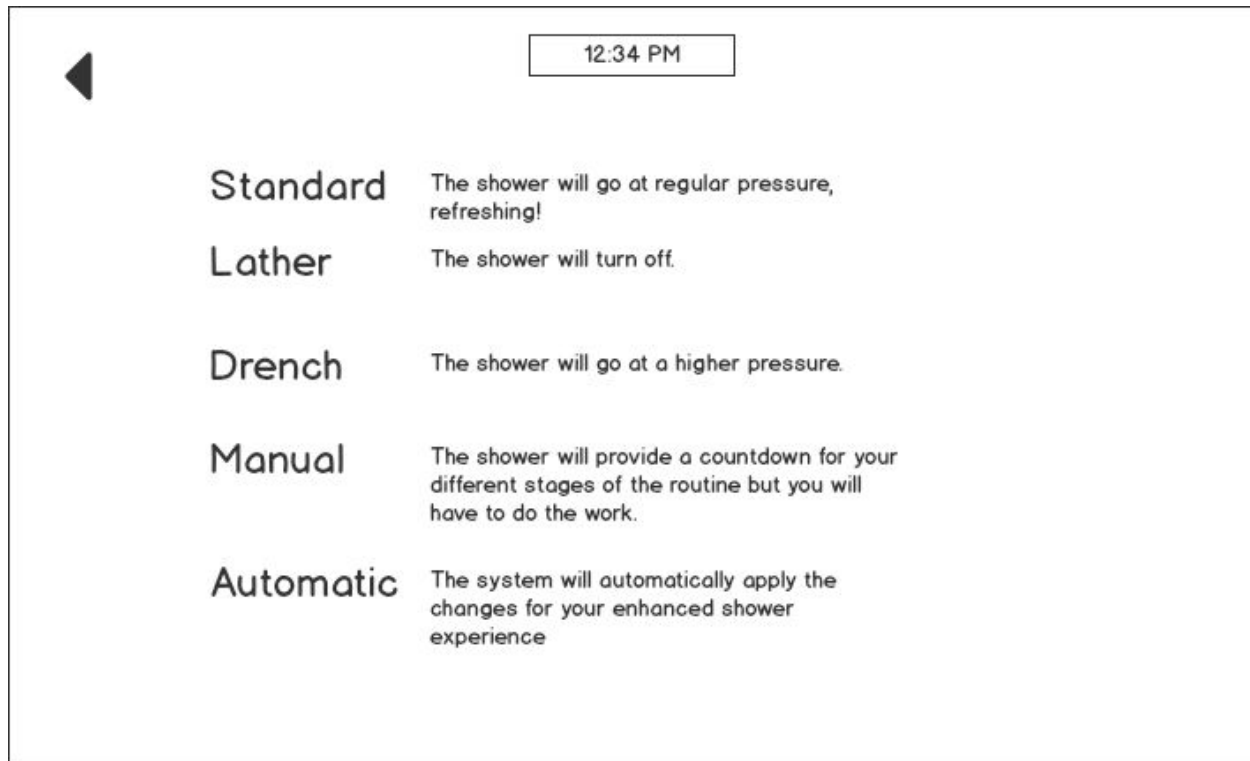 12:34 PM
Standard
The shower will go at regular pressure,
refreshing!
Lather
The shower will turn off.
Drench
The shower will go at a higher pressure.
Manual
The shower will provide a countdown for your
different stages of the routine but you will
have to do the work.
Automatic
The system will automatically apply the
changes for your enhanced shower
experience